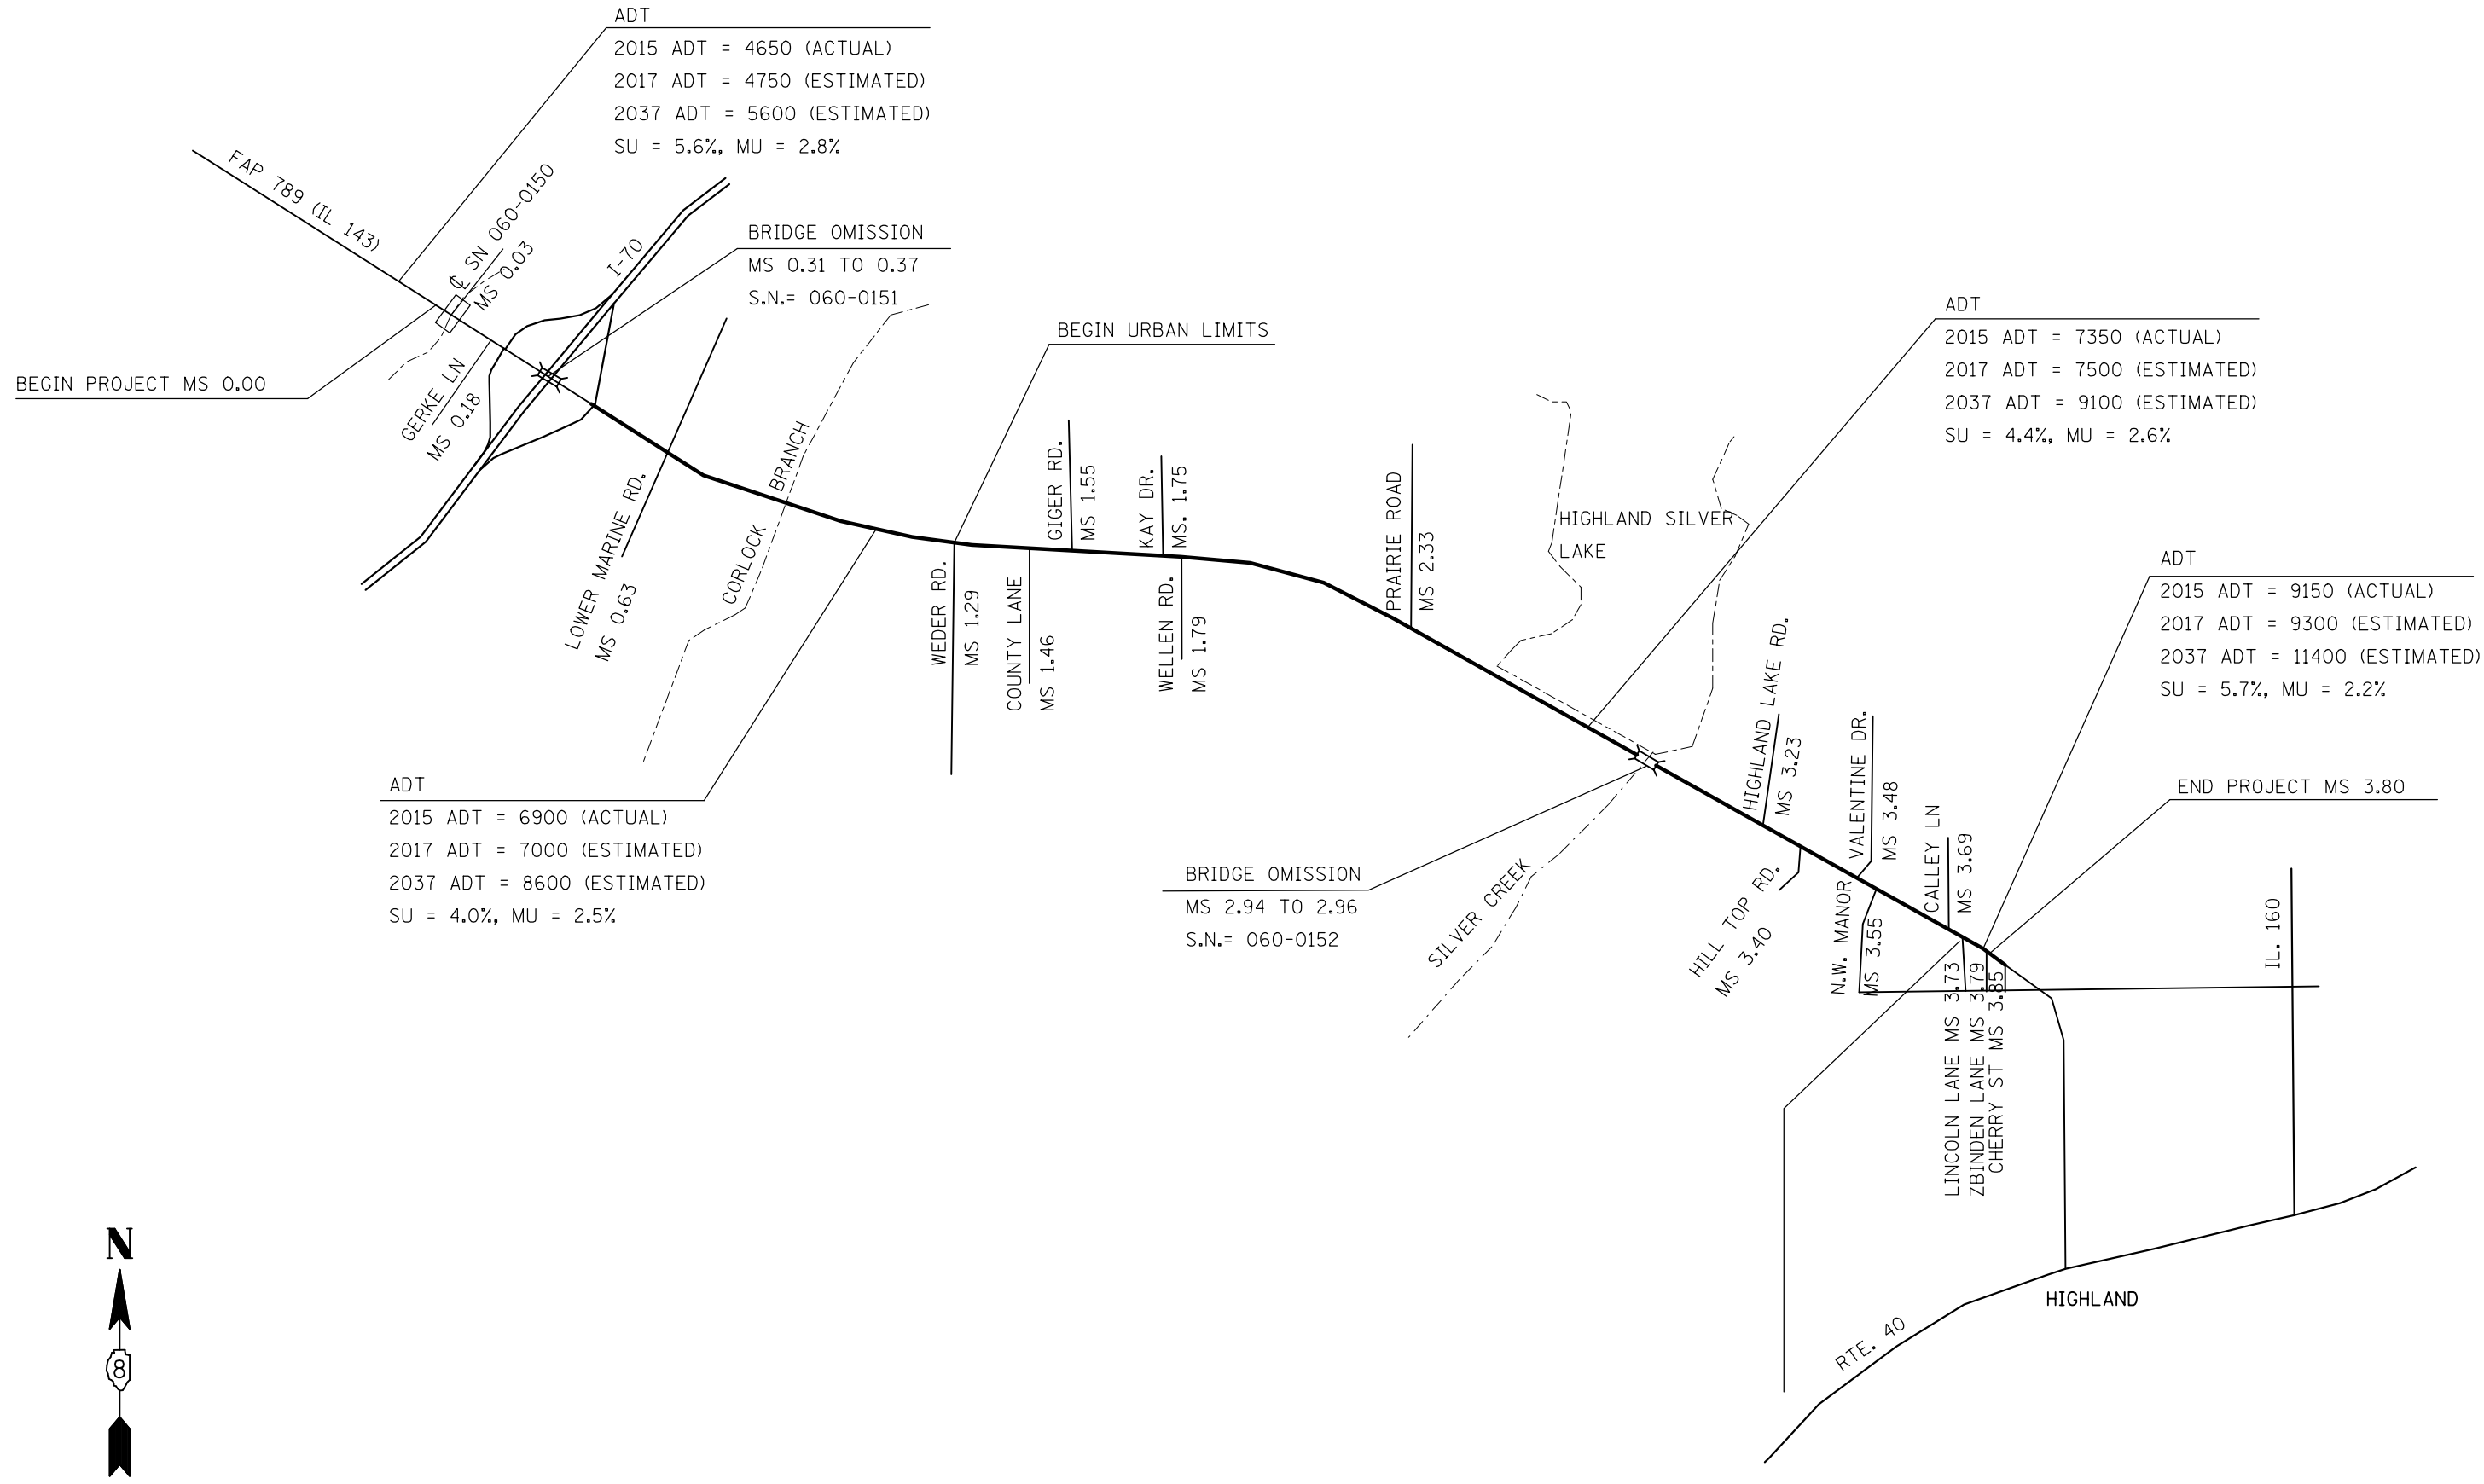 ADT
2015 ADT = 4650 (ACTUAL)
2017 ADT = 4750 (ESTIMATED)
2037 ADT = 5600 (ESTIMATED)
SU = 5.6%, MU = 2.8%
FAP 789 (IL 143)
℄ SN 060-0150
MS 0.03
I-70
BRIDGE OMISSION
MS 0.31 TO 0.37
S.N.= 060-0151
BEGIN PROJECT MS 0.00
GERKE LN
MS 0.18
LOWER MARINE RD.
MS 0.63
CORLOCK BRANCH
BEGIN URBAN LIMITS
WEDER RD.
MS 1.29
COUNTY LANE
MS 1.46
GIGER RD.
MS 1.55
KAY DR.
MS. 1.75
WELLEN RD.
MS 1.79
PRAIRIE ROAD
MS 2.33
HIGHLAND SILVER
LAKE
ADT
2015 ADT = 7350 (ACTUAL)
2017 ADT = 7500 (ESTIMATED)
2037 ADT = 9100 (ESTIMATED)
SU = 4.4%, MU = 2.6%
ADT
2015 ADT = 9150 (ACTUAL)
2017 ADT = 9300 (ESTIMATED)
2037 ADT = 11400 (ESTIMATED)
SU = 5.7%, MU = 2.2%
ADT
2015 ADT = 6900 (ACTUAL)
2017 ADT = 7000 (ESTIMATED)
2037 ADT = 8600 (ESTIMATED)
SU = 4.0%, MU = 2.5%
BRIDGE OMISSION
MS 2.94 TO 2.96
S.N.= 060-0152
SILVER CREEK
HIGHLAND LAKE RD.
MS 3.23
HILL TOP RD.
MS 3.40
VALENTINE DR.
MS 3.48
N.W. MANOR
MS 3.55
CALLEY LN
MS 3.69
END PROJECT MS 3.80
LINCOLN LANE MS 3.73
ZBINDEN LANE MS 3.79
CHERRY ST MS 3.85
IL. 160
HIGHLAND
RTE. 40
N
8